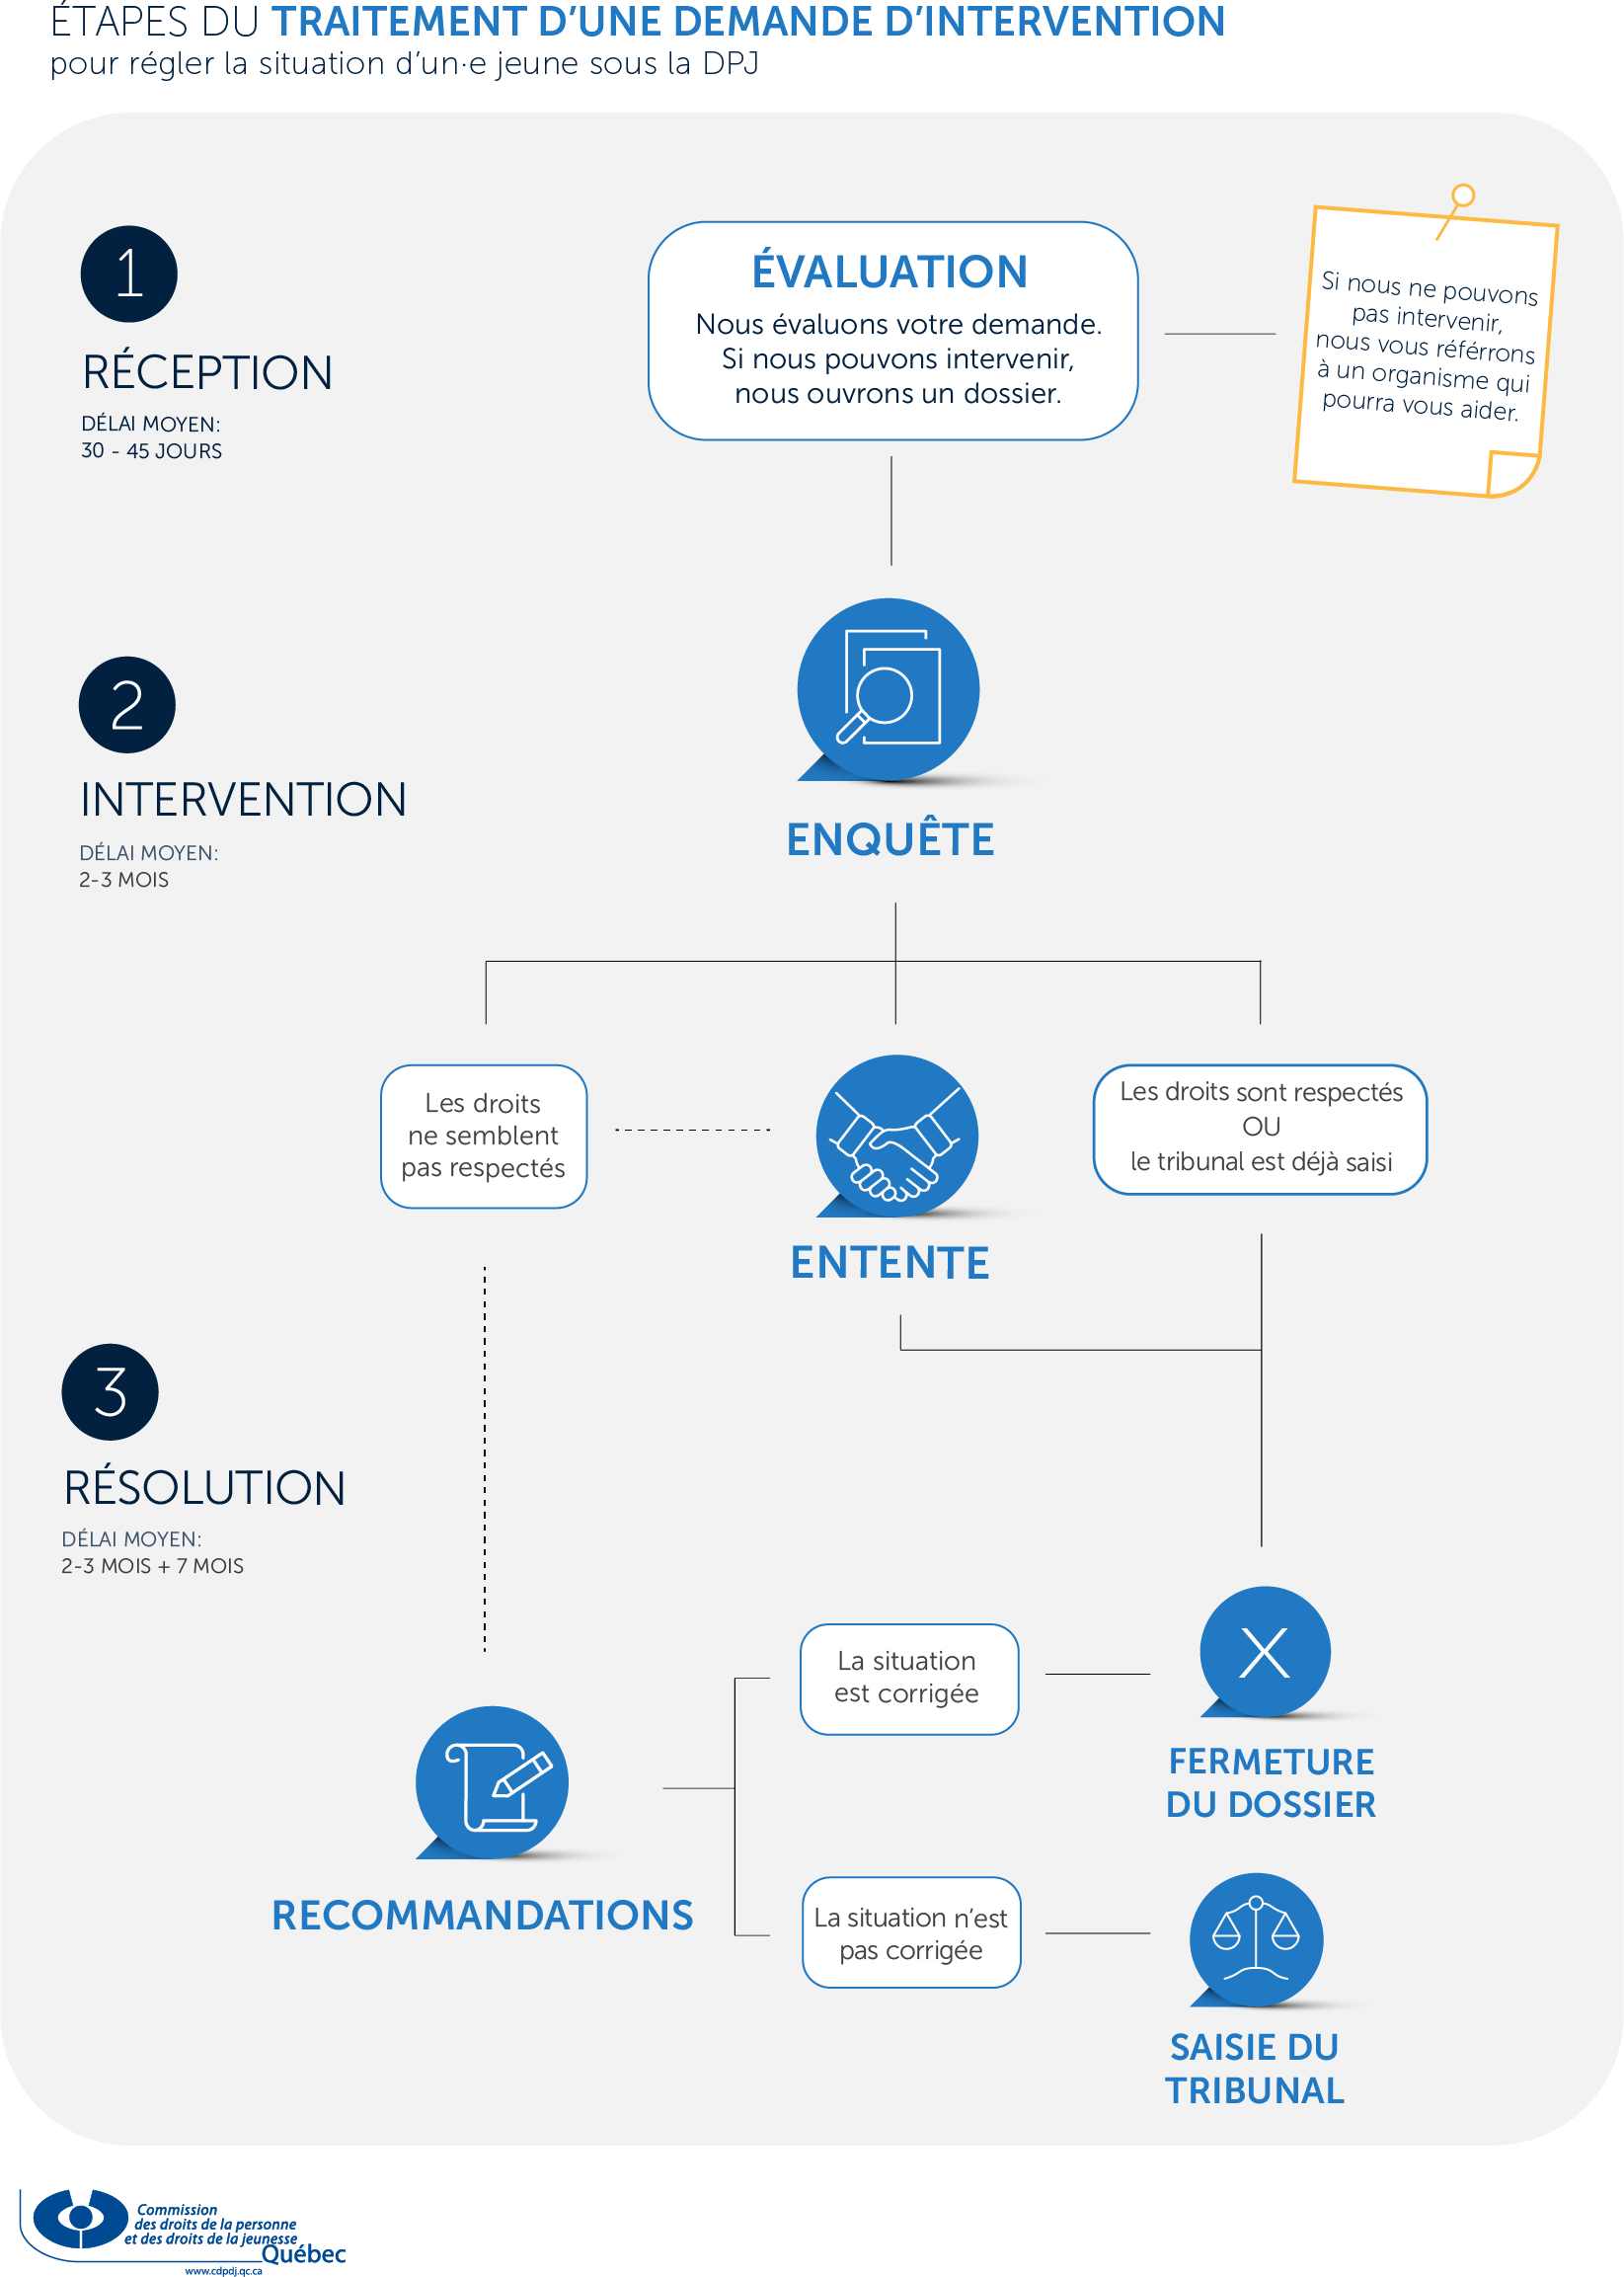 ÉTAPES DU TRAITEMENT D'UNE DEMANDE D'INTERVENTION
pour régler la situation d'un·e jeune sous la DPJ
1
RÉCEPTION
DÉLAI MOYEN:
30 - 45 JOURS
ÉVALUATION
Nous évaluons votre demande.
Si nous pouvons intervenir,
nous ouvrons un dossier.
Si nous ne pouvons
pas intervenir,
nous vous référrons
à un organisme qui
pourra vous aider.
2
INTERVENTION
DÉLAI MOYEN:
2-3 MOIS
ENQUÊTE
Les droits
ne semblent
pas respectés
ENTENTE
Les droits sont respectés
OU
le tribunal est déjà saisi
3
RÉSOLUTION
DÉLAI MOYEN:
2-3 MOIS + 7 MOIS
RECOMMANDATIONS
La situation
est corrigée
X
FERMETURE
DU DOSSIER
La situation n'est
pas corrigée
SAISIE DU
TRIBUNAL
Commission
des droits de la personne
et des droits de la jeunesse
Québec
www.cdpdj.qc.ca